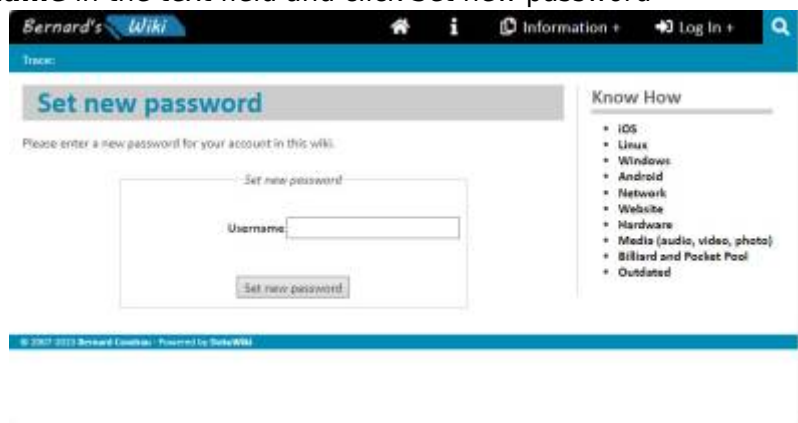 in the text field and click Set new password
Bernard's Wiki
Information +
Log In +
Trace:
Set new password
Please enter a new password for your account in this wiki.
Set new password
Username
Set new password
Know How
iOS
Linux
Windows
Android
Network
Website
Hardware
Media (audio, video, photo)
Billiard and Pocket Pool
Outdated
Bernard Condrau - Powered by DokuWiki